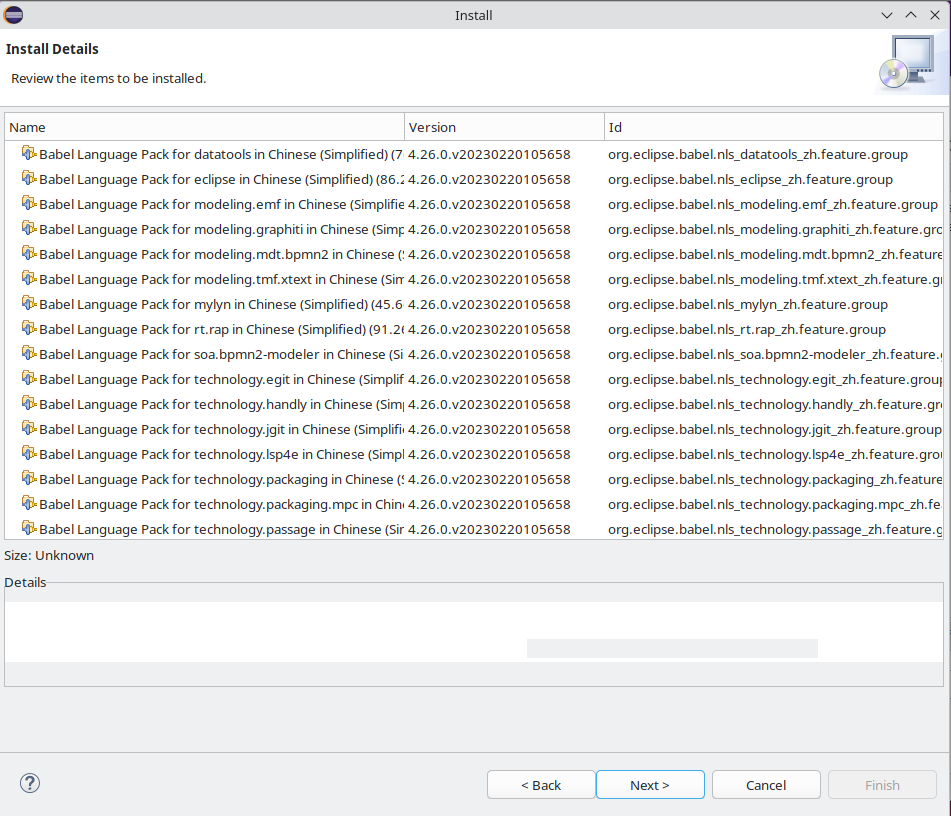 Install
Install Details
Review the items to be installed.
Name Version Id
Babel Language Pack for datatools in Chinese (Simplified) (7 4.26.0.v20230220105658 org.eclipse.babel.nls_datatools_zh.feature.group
Babel Language Pack for eclipse in Chinese (Simplified) (86.2 4.26.0.v20230220105658 org.eclipse.babel.nls_eclipse_zh.feature.group
Babel Language Pack for modeling.emf in Chinese (Simplifie 4.26.0.v20230220105658 org.eclipse.babel.nls_modeling.emf_zh.feature.group
Babel Language Pack for modeling.graphiti in Chinese (Simp 4.26.0.v20230220105658 org.eclipse.babel.nls_modeling.graphiti_zh.feature.gro
Babel Language Pack for modeling.mdt.bpmn2 in Chinese (S 4.26.0.v20230220105658 org.eclipse.babel.nls_modeling.mdt.bpmn2_zh.feature
Babel Language Pack for modeling.tmf.xtext in Chinese (Sim 4.26.0.v20230220105658 org.eclipse.babel.nls_modeling.tmf.xtext_zh.feature.gr
Babel Language Pack for mylyn in Chinese (Simplified) (45.6 4.26.0.v20230220105658 org.eclipse.babel.nls_mylyn_zh.feature.group
Babel Language Pack for rt.rap in Chinese (Simplified) (91.26 4.26.0.v20230220105658 org.eclipse.babel.nls_rt.rap_zh.feature.group
Babel Language Pack for soa.bpmn2-modeler in Chinese (Si 4.26.0.v20230220105658 org.eclipse.babel.nls_soa.bpmn2-modeler_zh.feature.
Babel Language Pack for technology.egit in Chinese (Simplif 4.26.0.v20230220105658 org.eclipse.babel.nls_technology.egit_zh.feature.group
Babel Language Pack for technology.handly in Chinese (Simp 4.26.0.v20230220105658 org.eclipse.babel.nls_technology.handly_zh.feature.gr
Babel Language Pack for technology.jgit in Chinese (Simplifi 4.26.0.v20230220105658 org.eclipse.babel.nls_technology.jgit_zh.feature.group
Babel Language Pack for technology.lsp4e in Chinese (Simpl 4.26.0.v20230220105658 org.eclipse.babel.nls_technology.lsp4e_zh.feature.grou
Babel Language Pack for technology.packaging in Chinese (S 4.26.0.v20230220105658 org.eclipse.babel.nls_technology.packaging_zh.feature
Babel Language Pack for technology.packaging.mpc in Chin 4.26.0.v20230220105658 org.eclipse.babel.nls_technology.packaging.mpc_zh.fe
Babel Language Pack for technology.passage in Chinese (Sir 4.26.0.v20230220105658 org.eclipse.babel.nls_technology.passage_zh.feature.g
Size: Unknown
Details
< Back Next > Cancel Finish